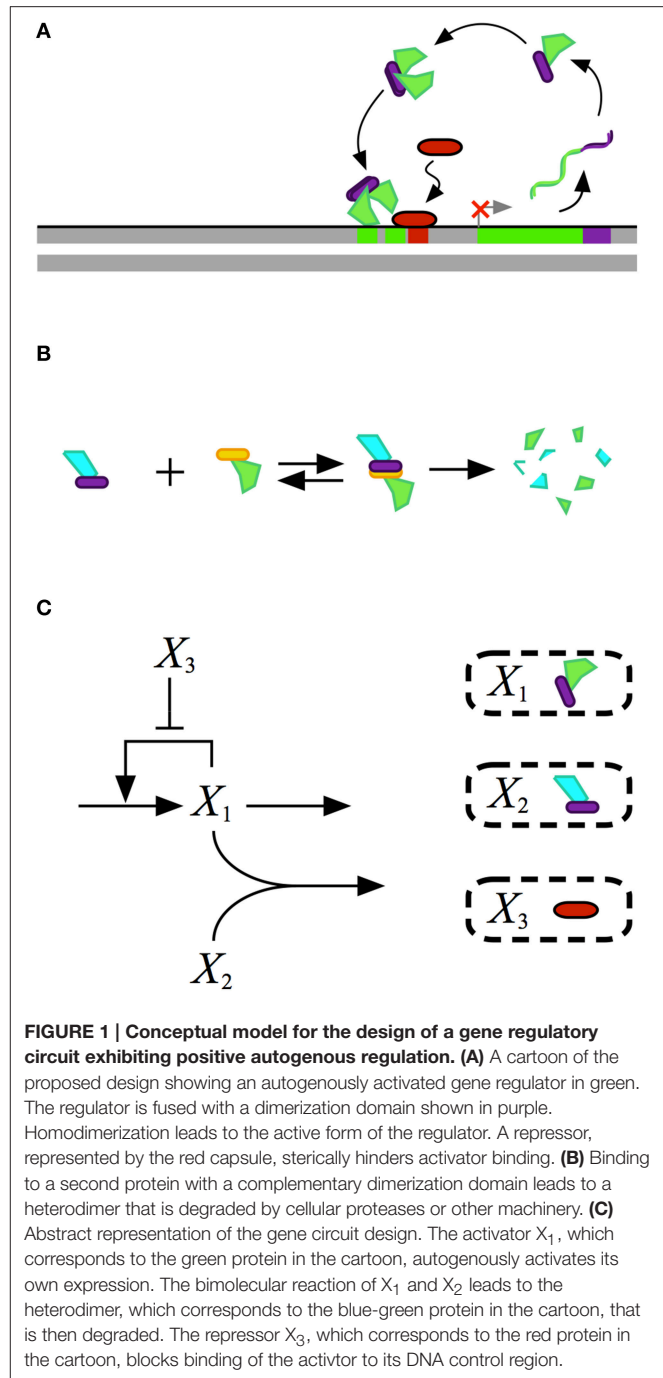 A
B
+
C
X3
X1
X2
X1
X2
X3
FIGURE 1 | Conceptual model for the design of a gene regulatory
circuit exhibiting positive autogenous regulation. (A) A cartoon of the
proposed design showing an autogenously activated gene regulator in green.
The regulator is fused with a dimerization domain shown in purple.
Homodimerization leads to the active form of the regulator. A repressor,
represented by the red capsule, sterically hinders activator binding. (B) Binding
to a second protein with a complementary dimerization domain leads to a
heterodimer that is degraded by cellular proteases or other machinery. (C)
Abstract representation of the gene circuit design. The activator X1, which
corresponds to the green protein in the cartoon, autogenously activates its
own expression. The bimolecular reaction of X1 and X2 leads to the
heterodimer, which corresponds to the blue-green protein in the cartoon, that
is then degraded. The repressor X3, which corresponds to the red protein in
the cartoon, blocks binding of the activtor to its DNA control region.